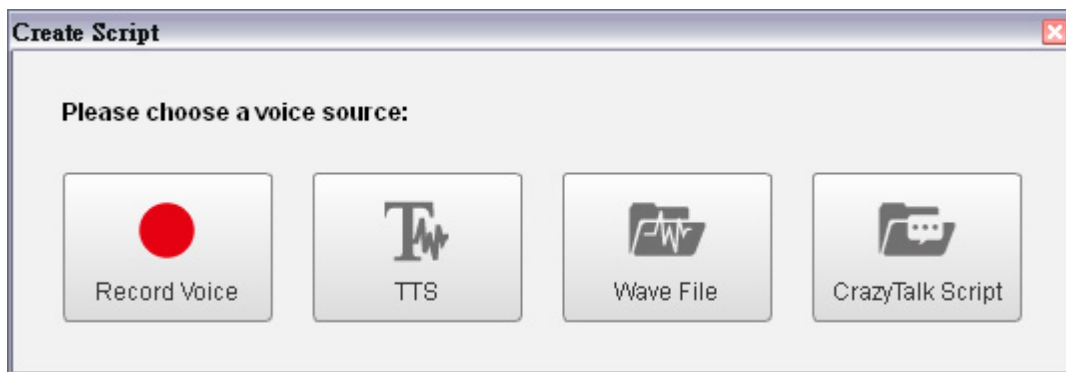 Create Script
Please choose a voice source:
Record Voice
TTS
Wave File
CrazyTalk Script